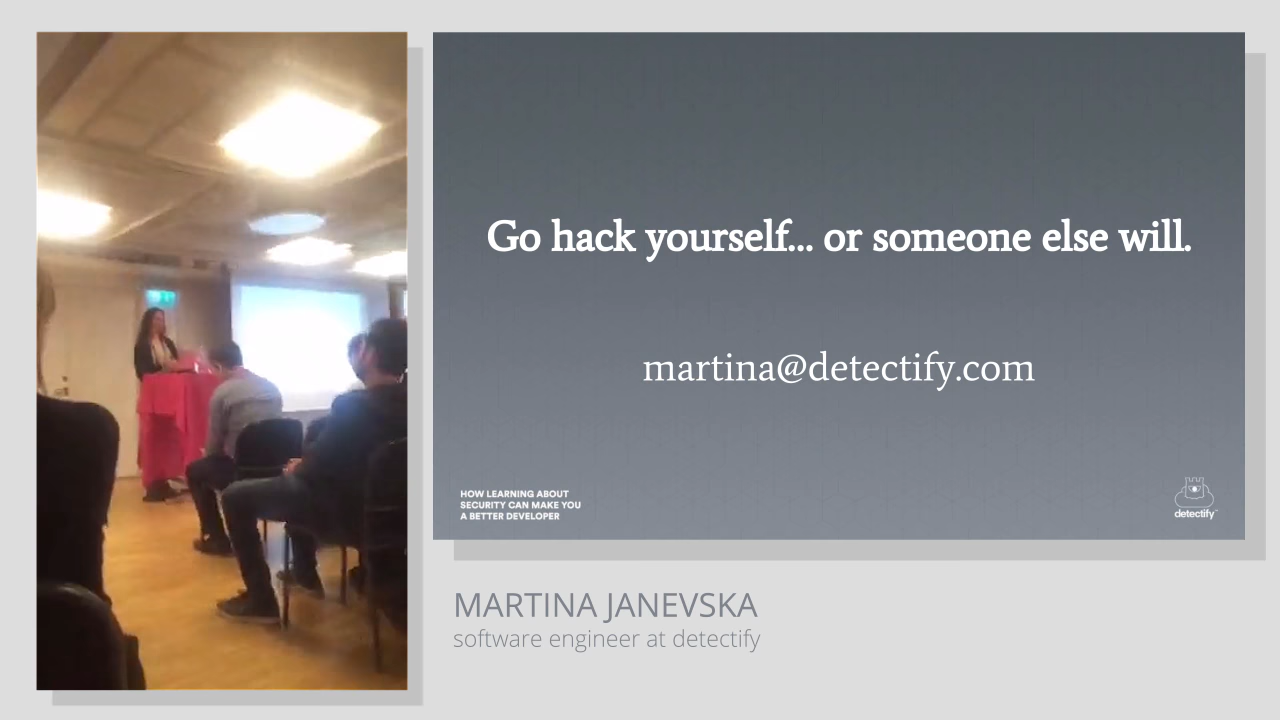 Go hack yourself... or someone else will.
martina@detectify.com
HOW LEARNING ABOUT
SECURITY CAN MAKE YOU
A BETTER DEVELOPER
detectify™
MARTINA JANEVSKA
software engineer at detectify